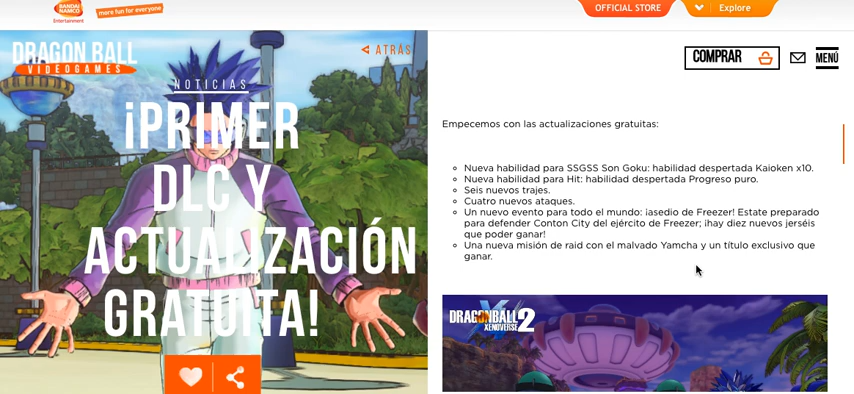 BANDAI
NAMCO
Entertainment
more fun for everyone
OFFICIAL STORE
Explore
DRAGON BALL
VIDEOGAMES
ATRÁS
NOTICIAS
¡PRIMER
DLC Y
ACTUALIZACIÓN
GRATUITA!
COMPRAR
MENÚ
Empecemos con las actualizaciones gratuitas:
Nueva habilidad para SSGSS Son Goku: habilidad despertada Kaioken x10.
Nueva habilidad para Hit: habilidad despertada Progreso puro.
Seis nuevos trajes.
Cuatro nuevos ataques.
Un nuevo evento para todo el mundo: ¡asedio de Freezer! Estate preparado
para defender Conton City del ejército de Freezer; ¡hay diez nuevos jerséis
que poder ganar!
Una nueva misión de raid con el malvado Yamcha y un título exclusivo que
ganar.
DRAGONBALL
XENOVERSE 2